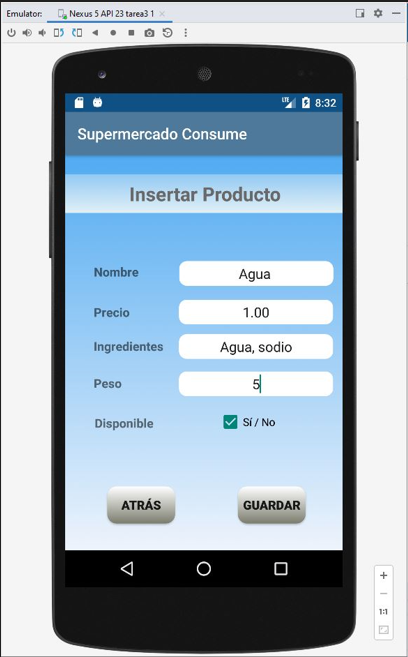 Emulator: Nexus 5 API 23 tarea3 1
LTE 8:32
Supermercado Consume
Insertar Producto
Nombre Agua
Precio 1.00
Ingredientes Agua, sodio
Peso 5
Disponible Sí / No
ATRÁS GUARDAR
1:1